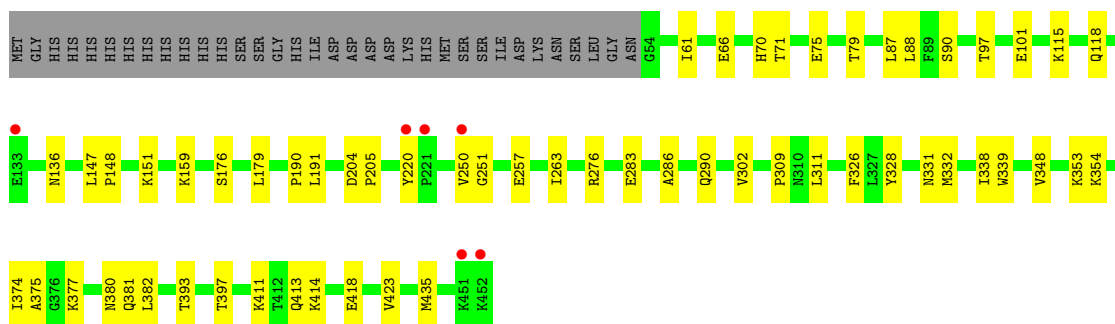 MET GLY HIS HIS HIS HIS HIS HIS HIS HIS HIS HIS SER SER GLY HIS ILE ASP ASP ASP ASP LYS HIS MET SER SER ILE ASP LYS ASN SER LEU GLY ASN G54 I61 E66 H70 T71 E75 T79 L87 L88 F89 S90 T97 E101 K115 Q118
E133 N136 L147 P148 K151 K159 S176 L179 P190 L191 D204 P205 Y220 P221 V250 G251 E257 I263 R276 E283 A286 Q290 V302 P309 N310 L311 F326 L327 Y328 N331 M332 I338 W339 V348 K353 K354
I374 A375 G376 K377 N380 Q381 L382 T393 T397 K411 T412 Q413 K414 E418 V423 M435 K451 K452